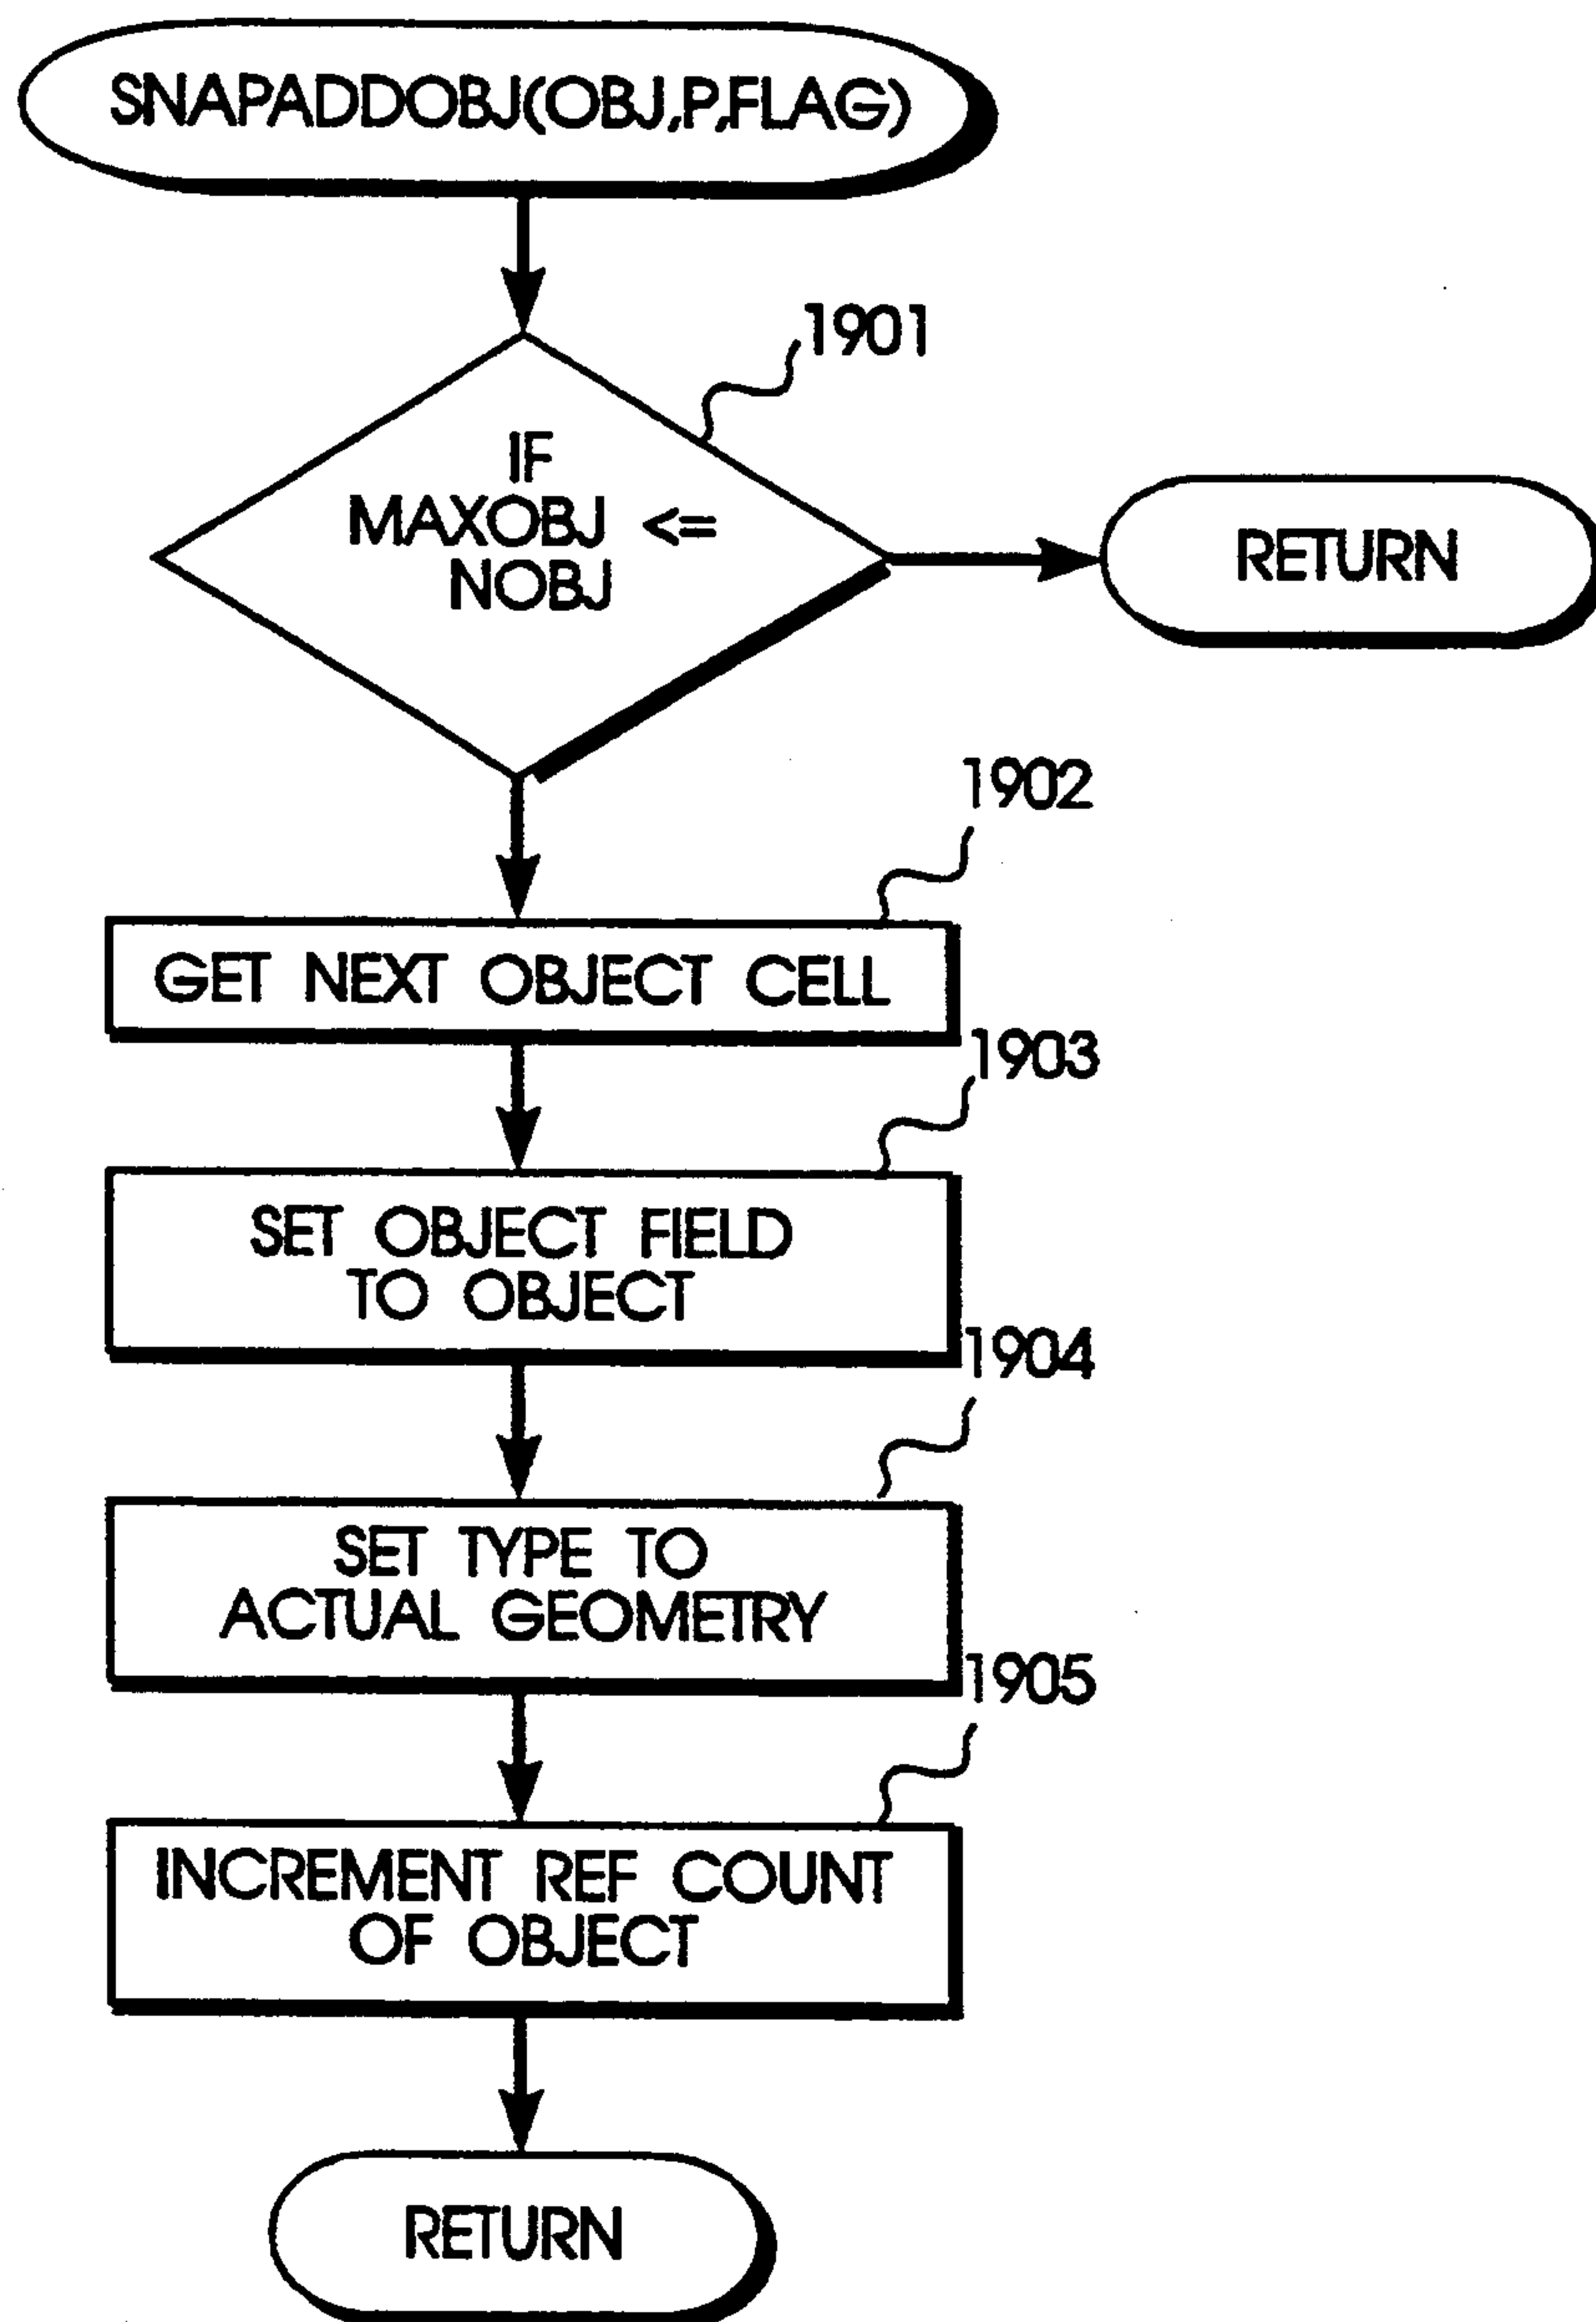 SNAPADDOBJ(OBJ,P,FLAG)
1901
IF
MAXOBJ <=
NOBJ
RETURN
1902
GET NEXT OBJECT CELL
1903
SET OBJECT FIELD
TO OBJECT
1904
SET TYPE TO
ACTUAL GEOMETRY
1905
INCREMENT REF COUNT
OF OBJECT
RETURN